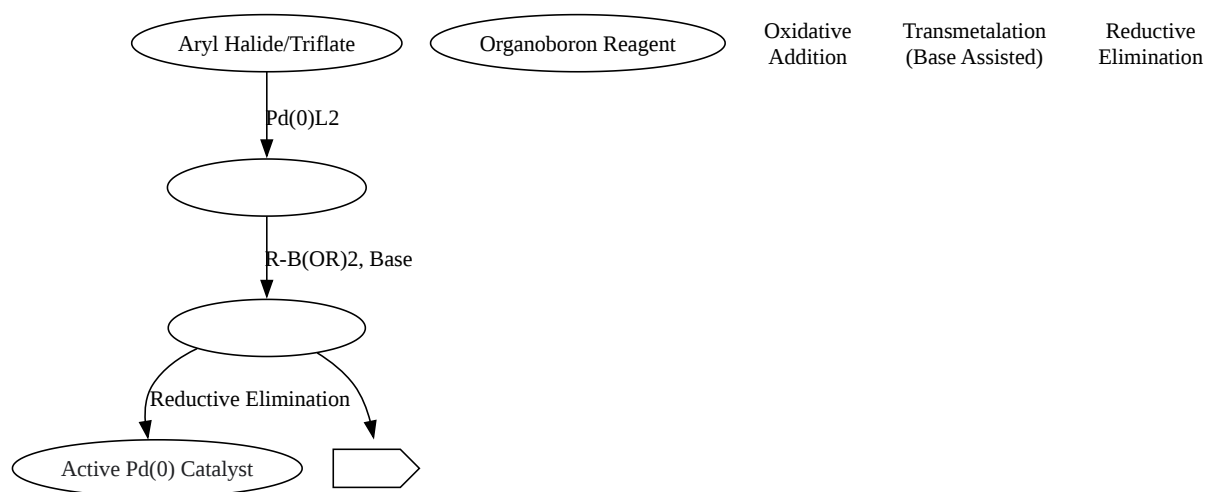 Aryl Halide/Triflate
Organoboron Reagent
Oxidative
Addition
Transmetalation
(Base Assisted)
Reductive
Elimination
Pd(0)L2
R-B(OR)2, Base
Reductive Elimination
Active Pd(0) Catalyst